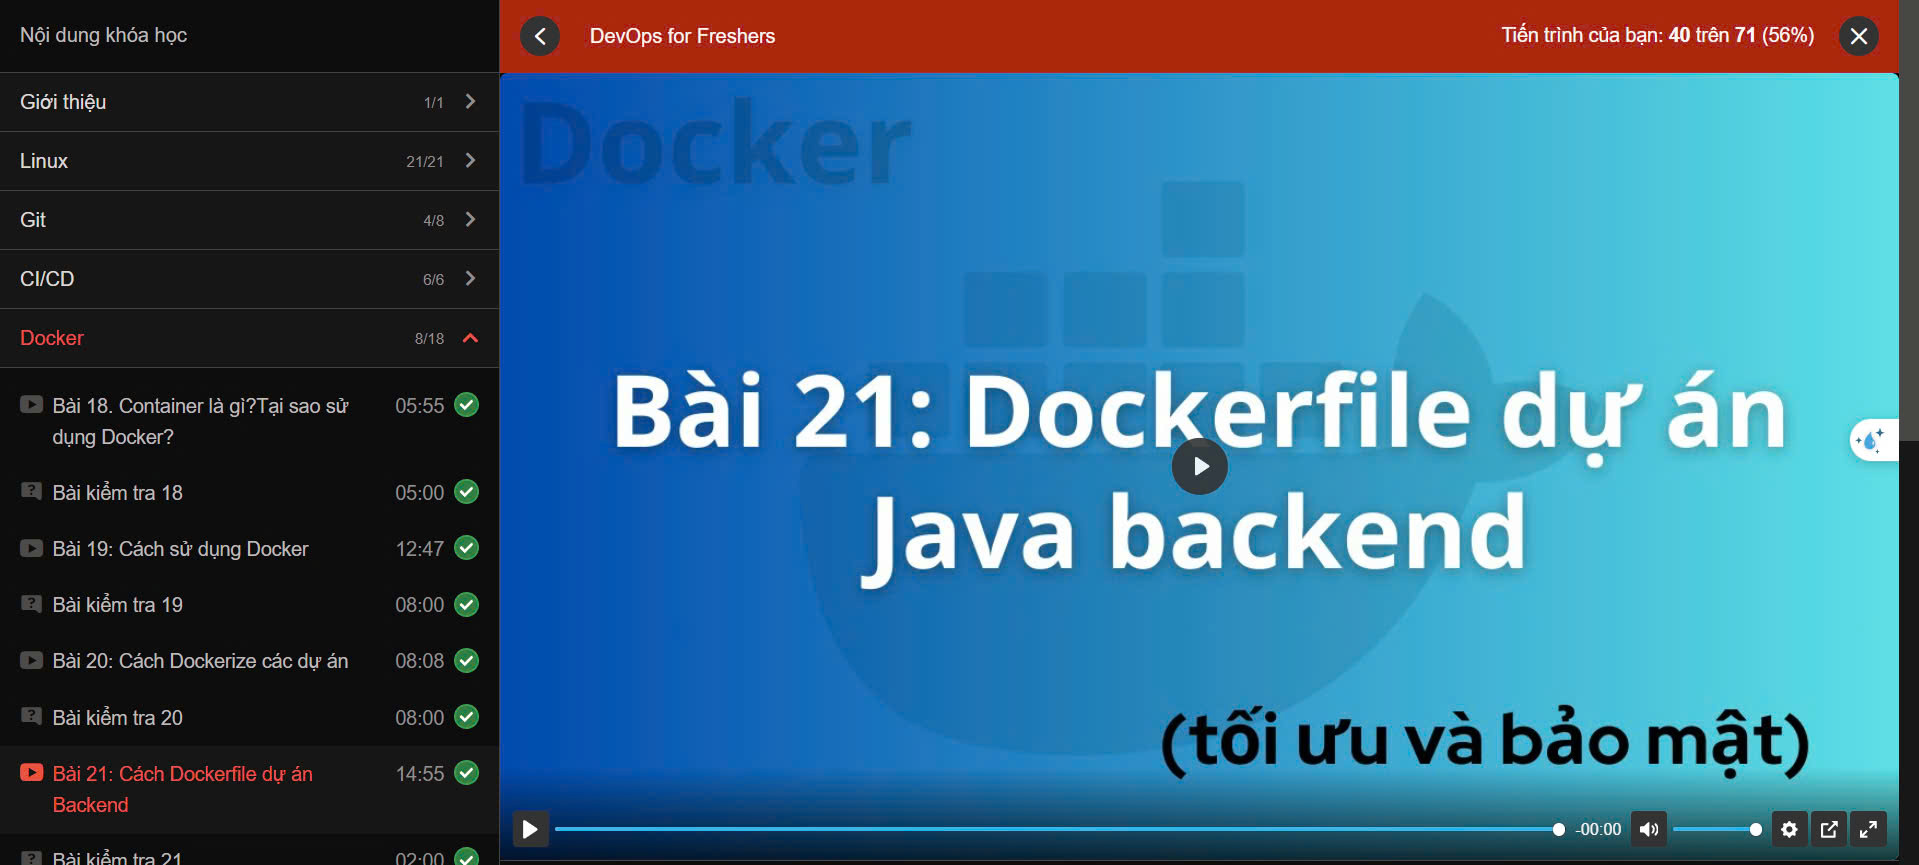 Nội dung khóa học
Giới thiệu 1/1
Linux 21/21
Git 4/8
CI/CD 6/6
Docker 8/18
Bài 18. Container là gì?Tại sao sử
dụng Docker?
05:55
Bài kiểm tra 18 05:00
Bài 19: Cách sử dụng Docker 12:47
Bài kiểm tra 19 08:00
Bài 20: Cách Dockerize các dự án 08:08
Bài kiểm tra 20 08:00
Bài 21: Cách Dockerfile dự án
Backend
14:55
Bài kiểm tra 21 02:00
DevOps for Freshers
Tiến trình của bạn: 40 trên 71 (56%)
Docker
Bài 21: Dockerfile dự án
Java backend
(tối ưu và bảo mật)
-00:00